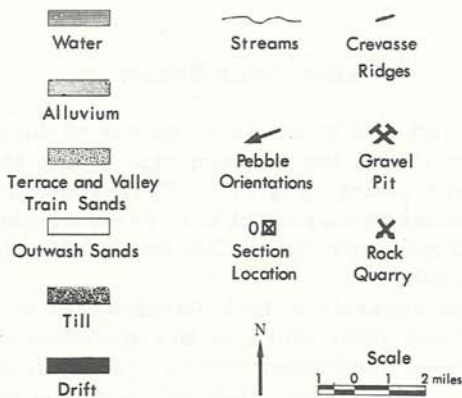 Water
Streams
Crevasse
Ridges
Alluvium
Terrace and Valley
Train Sands
Pebble
Orientations
Gravel
Pit
Outwash Sands
0
Section
Location
Rock
Quarry
Till
N
Scale
1 0 1 2 miles
Drift